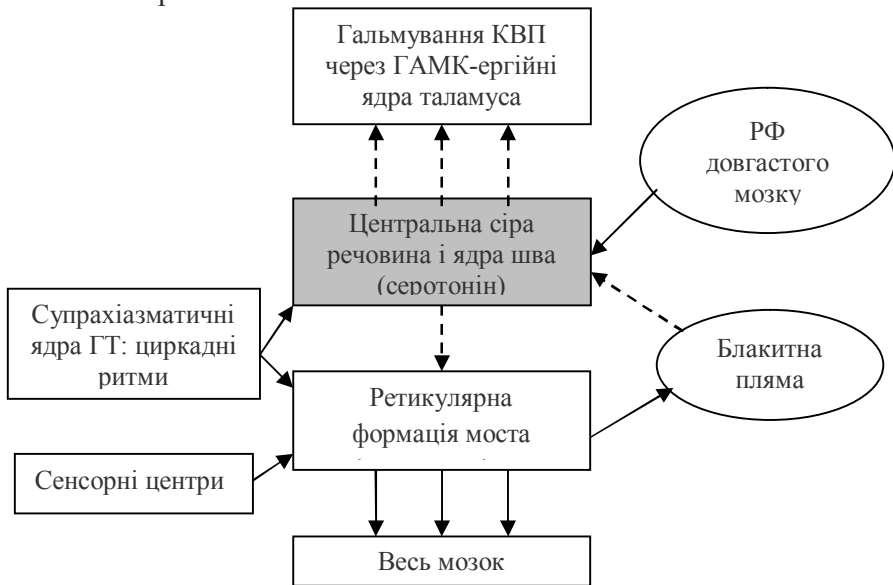 Гальмування КВП
через ГАМК-ергійні
ядра таламуса
РФ
довгастого
мозку
Центральна сіра
речовина і ядра шва
(серотонін)
Супрахіазматичні
ядра ГТ: циркадні
ритми
Блакитна
пляма
Ретикулярна
формація моста
Сенсорні центри
Весь мозок